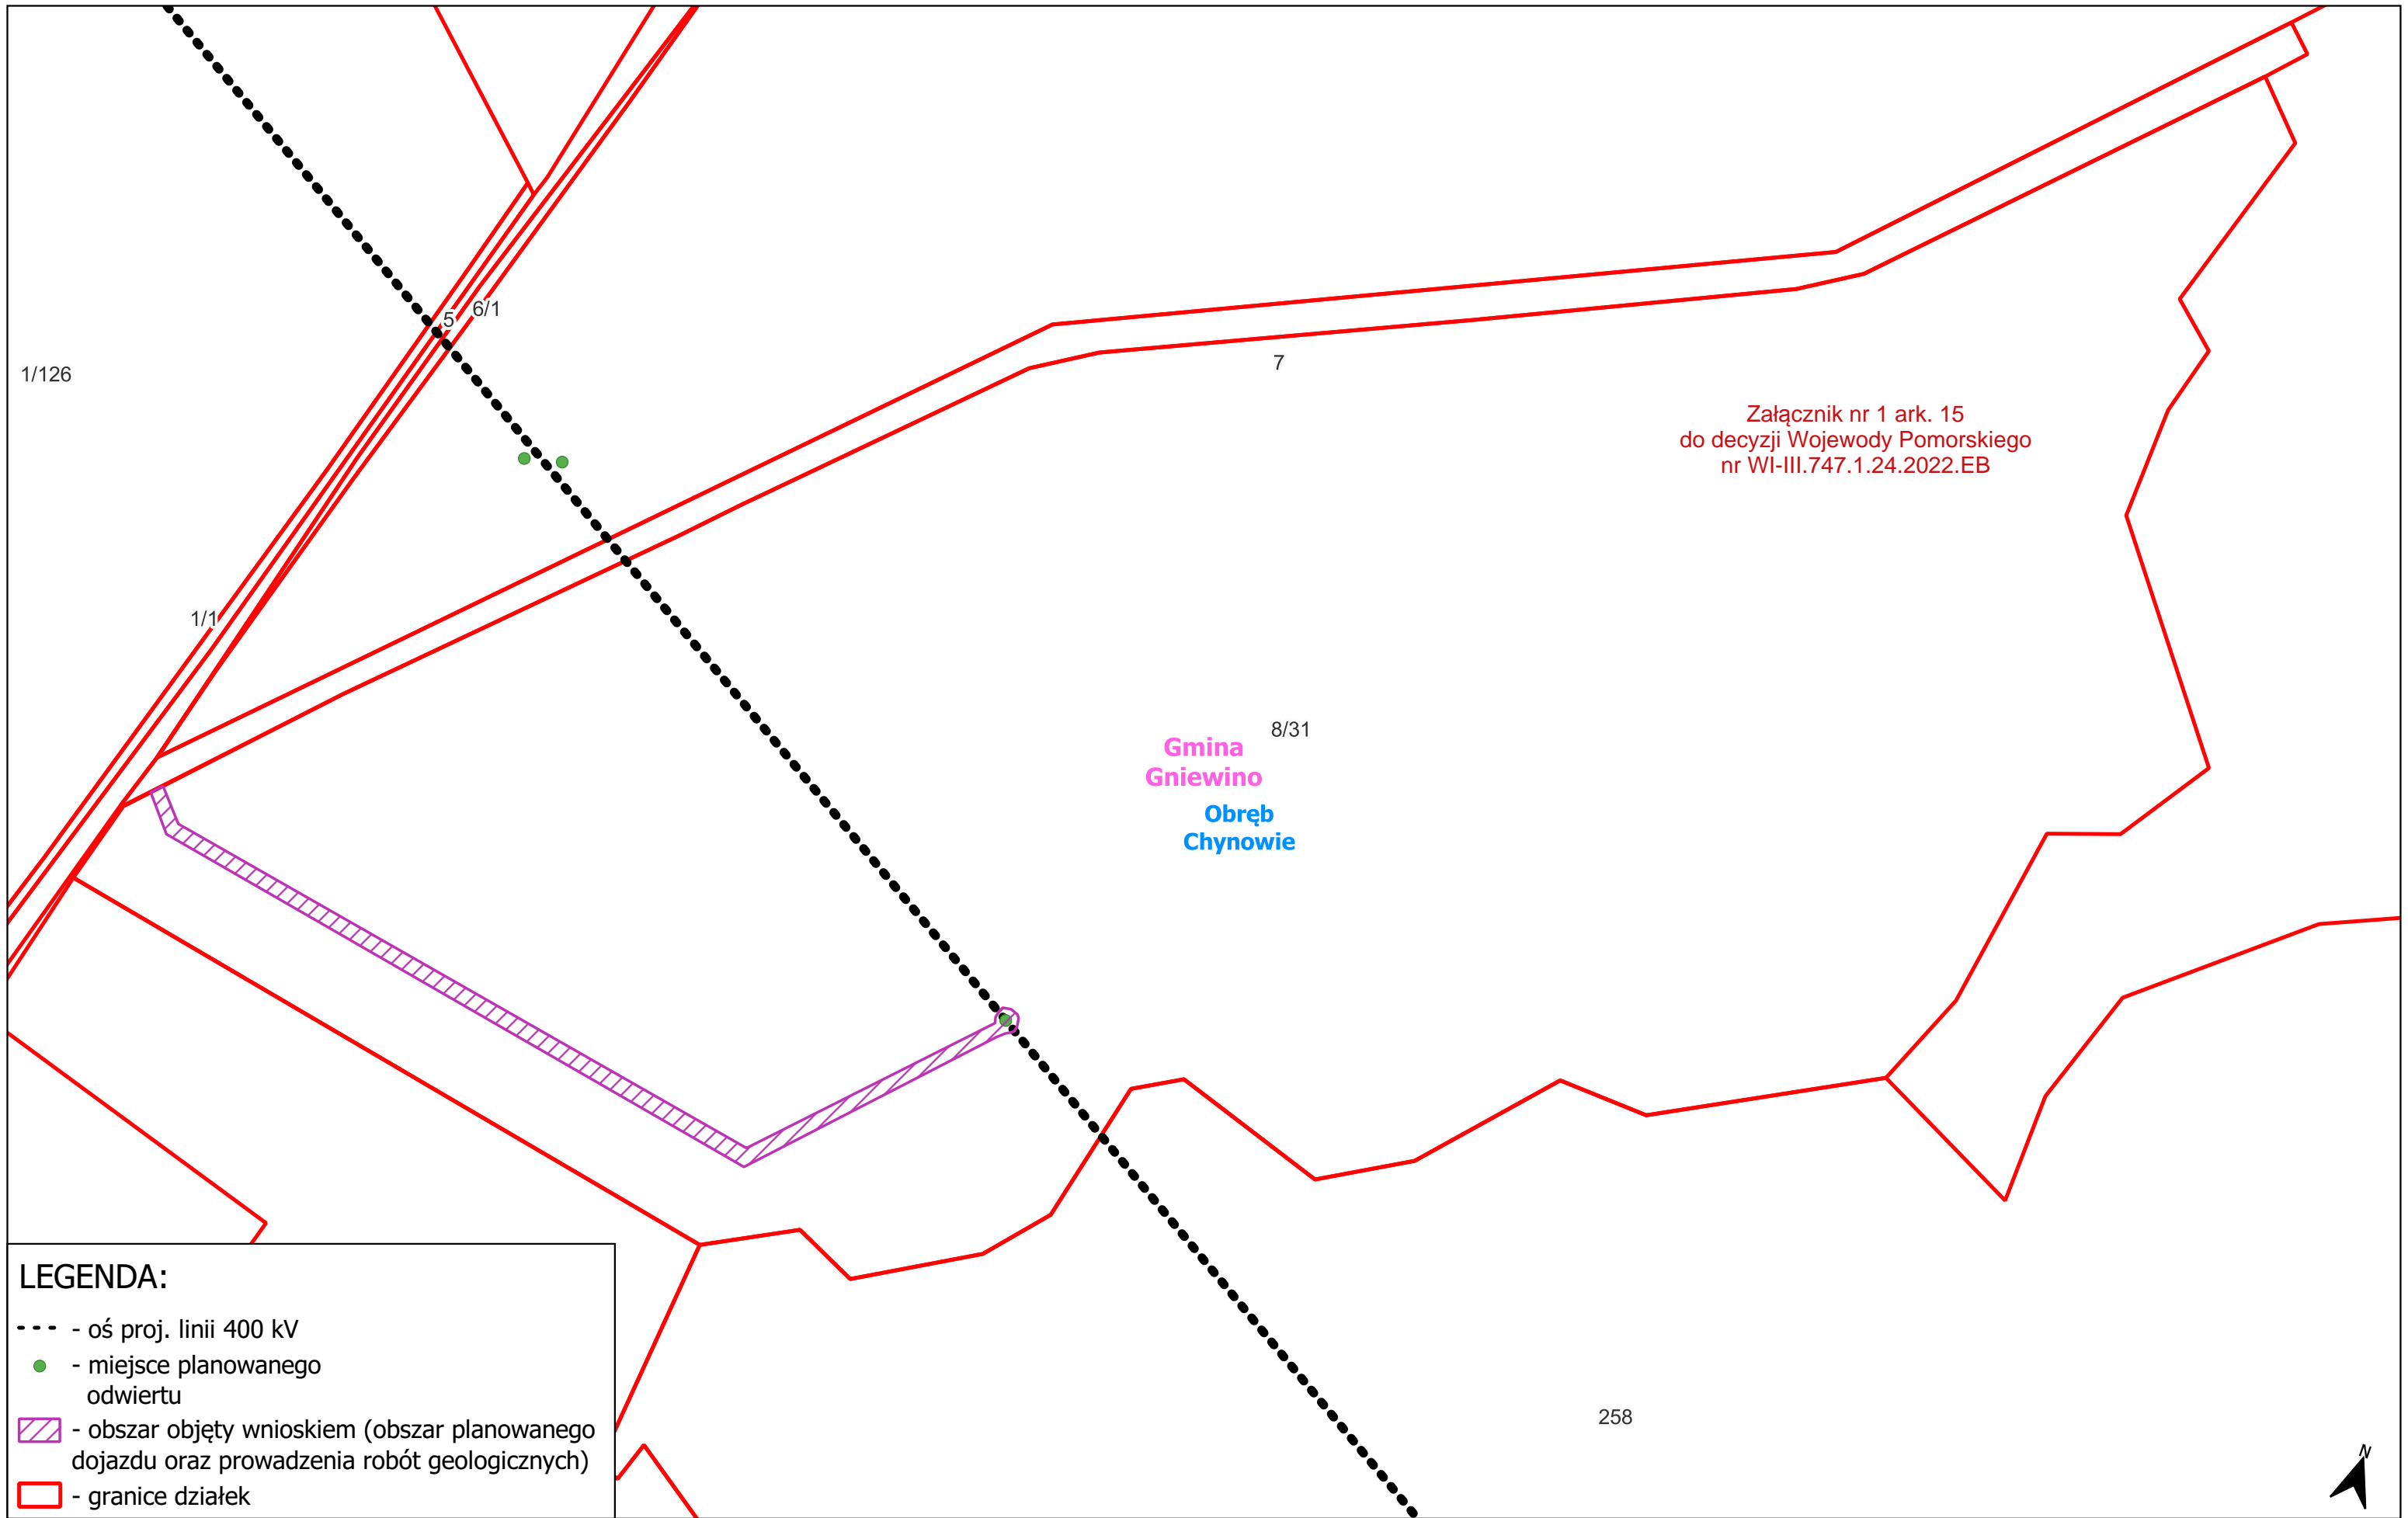 5
6/1
7
1/126
Załącznik nr 1 ark. 15
do decyzji Wojewody Pomorskiego
nr WI-III.747.1.24.2022.EB
1/1
8/31
Gmina
Gniewino
Obręb
Chynowie
LEGENDA:
- oś proj. linii 400 kV
- miejsce planowanego
odwiertu
- obszar objęty wnioskiem (obszar planowanego
dojazdu oraz prowadzenia robót geologicznych)
- granice działek
258
N